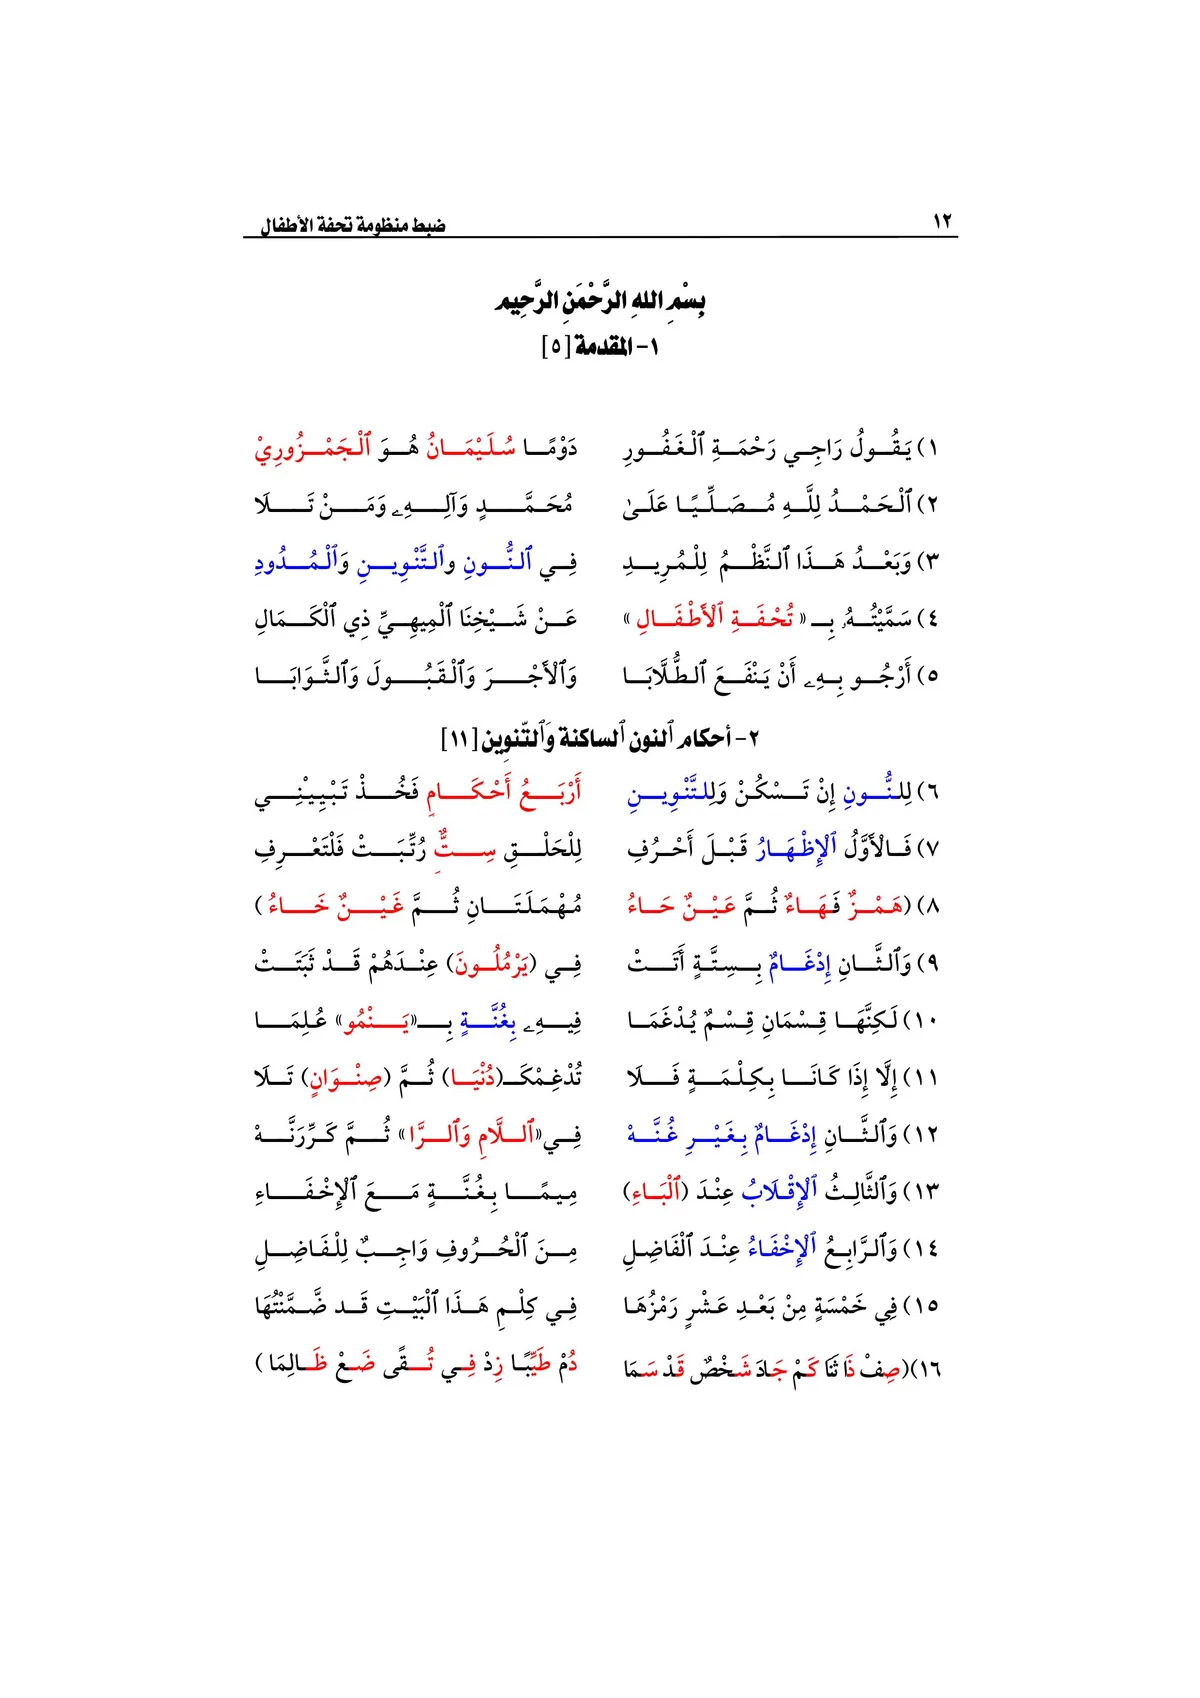 ١٢ ضبط منظومة تحفة الأطفال
بِسْمِ اللهِ الرَّحْمَنِ الرَّحِيمِ
١- المقدمة [٥]
١) يَقُولُ رَاجِي رَحْمَةِ ٱلْغَفُورِ دَوْمًا سُلَيْمَانُ هُوَ ٱلْجَمْزُورِيْ
٢) ٱلْحَمْدُ لِلَّهِ مُصَلِّيًا عَلَىٰ مُحَمَّدٍ وَآلِهِۦ وَمَنْ تَلَا
٣) وَبَعْدُ هَذَا ٱلنَّظْمُ لِلْمُرِيدِ فِي ٱلنُّونِ وٱلتَّنْوِينِ وَٱلْمُدُودِ
٤) سَمَّيْتُهُۥ بِـ «تُحْفَةِ ٱلْأَطْفَالِ» عَنْ شَيْخِنَا ٱلْمِيهِيِّ ذِي ٱلْكَمَالِ
٥) أَرْجُو بِهِۦ أَنْ يَنْفَعَ ٱلطُّلَّابَا وَٱلْأَجْرَ وَٱلْقَبُولَ وَٱلثَّوَابَا
٢- أحكام ٱلنون ٱلساكنة وَٱلتّنوِين [١١]
٦) لِلنُّونِ إِنْ تَسْكُنْ وَلِلتَّنْوِينِ أَرْبَعُ أَحْكَامٍ فَخُذْ تَبْيِيْنِي
٧) فَالْأَوَّلُ ٱلْإِظْهَارُ قَبْلَ أَحْرُفِ لِلْحَلْقِ سِتٌّ رُتِّبَتْ فَلْتَعْرِفِ
٨) (هَمْزٌ فَهَاءٌ ثُمَّ عَيْنٌ حَاءُ مُهْمَلَتَانِ ثُمَّ غَيْنٌ خَاءُ)
٩) وَٱلثَّانِ إِدْغَامٌ بِسِتَّةٍ أَتَتْ فِي (يَرْمُلُونَ) عِنْدَهُمْ قَدْ ثَبَتَتْ
١٠) لَكِنَّهَا قِسْمَانِ قِسْمٌ يُدْغَمَا فِيهِۦ بِغُنَّةٍ بِـ«يَنْمُو» عُلِمَا
١١) إِلَّا إِذَا كَانَا بِكِلْمَةٍ فَلَا تُدْغِمْكَـ(دُنْيَا) ثُمَّ (صِنْوَانٍ) تَلَا
١٢) وَٱلثَّانِ إِدْغَامٌ بِغَيْرِ غُنَّهْ فِي«ٱللَّامِ وَٱلرَّا» ثُمَّ كَرِّرَنَّهْ
١٣) وَٱلثَّالِثُ ٱلْإِقْلَابُ عِنْدَ (ٱلْبَاءِ) مِيمًا بِغُنَّةٍ مَعَ ٱلْإِخْفَاءِ
١٤) وَٱلرَّابِعُ ٱلْإِخْفَاءُ عِنْدَ ٱلْفَاضِلِ مِنَ ٱلْحُرُوفِ وَاجِبٌ لِلْفَاضِلِ
١٥) فِي خَمْسَةٍ مِنْ بَعْدِ عَشْرٍ رَمْزُهَا فِي كِلْمِ هَذَا ٱلْبَيْتِ قَد ضَّمَّنْتُهَا
١٦)(صِفْ ذَا ثَنَا كَمْ جَادَ شَخْصٌ قَدْ سَمَا دُمْ طَيِّبًا زِدْ فِي تُقًى ضَعْ ظَالِمَا)